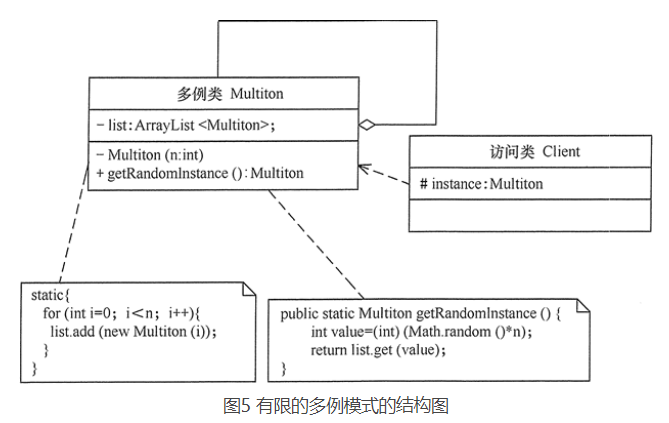 多例类 Multiton
- list:ArrayList <Multiton>;
- Multiton (n:int)
+ getRandomInstance ():Multiton
访问类 Client
# instance:Multiton
static{
for (int i=0; i<n; i++){
list.add (new Multiton (i));
}
}
public static Multiton getRandomInstance () {
int value=(int) (Math.random ()*n);
return list.get (value);
}
图5 有限的多例模式的结构图